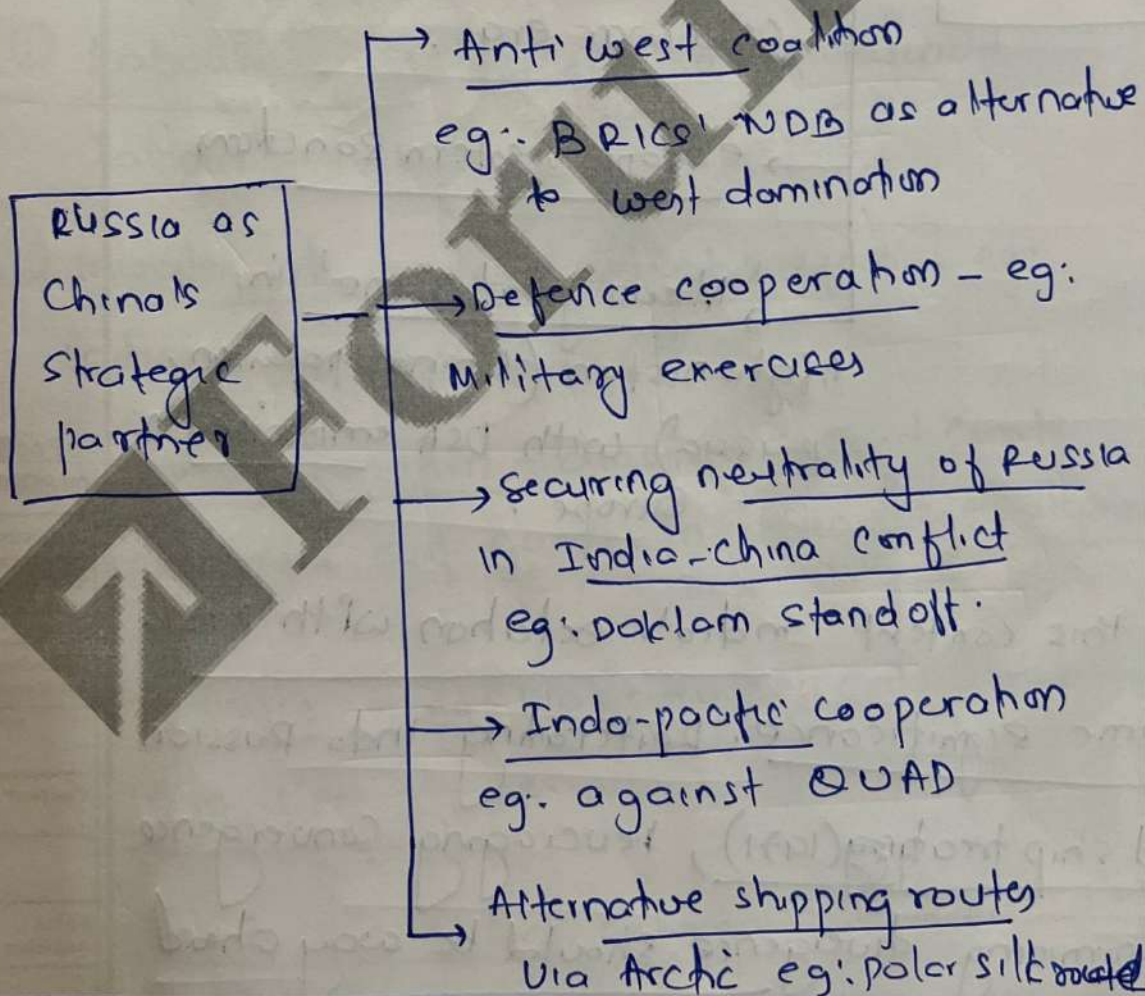 Russia as
China's
Strategic
partner
→ Anti west coalition
eg:. BRICS' NDB as alternative
to west domination
→ Defence cooperation - eg:
Military exercises
→ securing neutrality of Russia
in India-China conflict
eg:. Doklam standoff.
→ Indo-pacific cooperation
eg:. against QUAD
→ Alternative shipping routes
via Arctic eg:. polar silk route
Forum